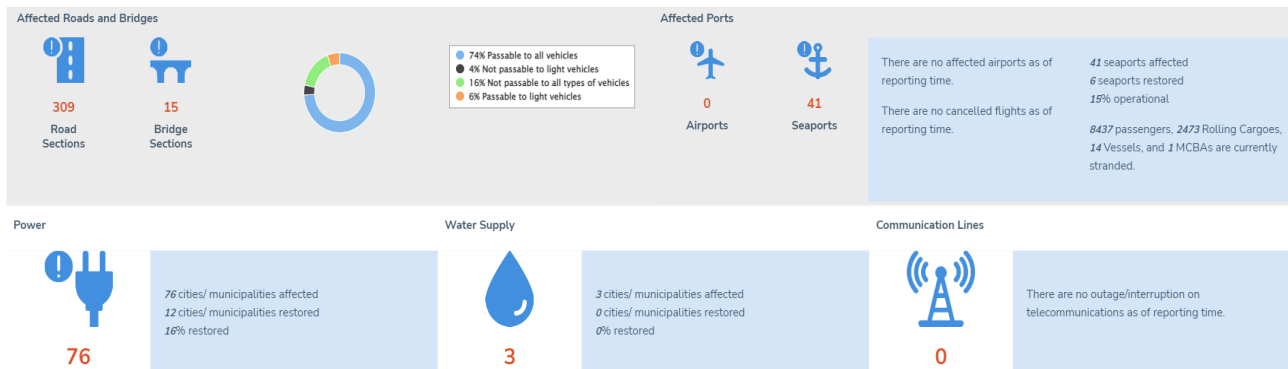 Affected Roads and Bridges
309
Road
Sections
15
Bridge
Sections
74% Passable to all vehicles
4% Not passable to light vehicles
16% Not passable to all types of vehicles
6% Passable to light vehicles
Affected Ports
0
Airports
41
Seaports
There are no affected airports as of
reporting time.
There are no cancelled flights as of
reporting time.
41 seaports affected
6 seaports restored
15% operational
8437 passengers, 2473 Rolling Cargoes,
14 Vessels, and 1 MCBAs are currently
stranded.
Power
76
76 cities/ municipalities affected
12 cities/ municipalities restored
16% restored
Water Supply
3
3 cities/ municipalities affected
0 cities/ municipalities restored
0% restored
Communication Lines
0
There are no outage/interruption on
telecommunications as of reporting time.